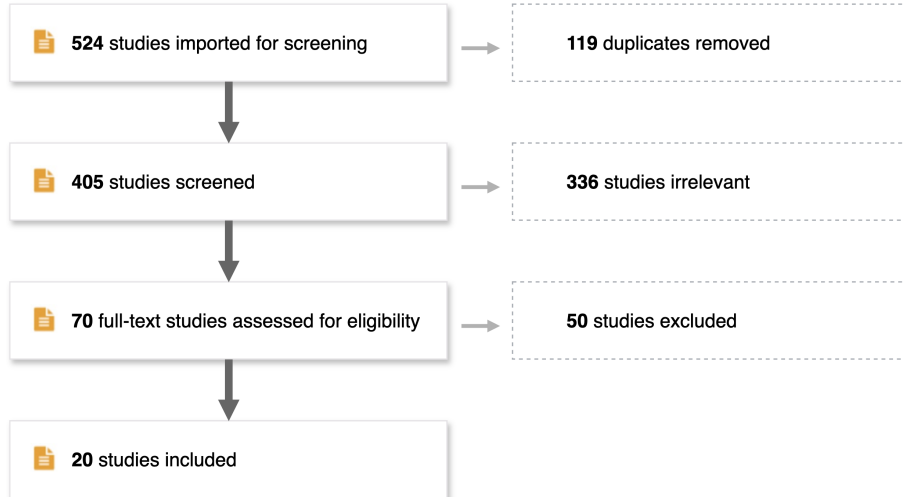 524 studies imported for screening
119 duplicates removed
405 studies screened
336 studies irrelevant
70 full-text studies assessed for eligibility
50 studies excluded
20 studies included